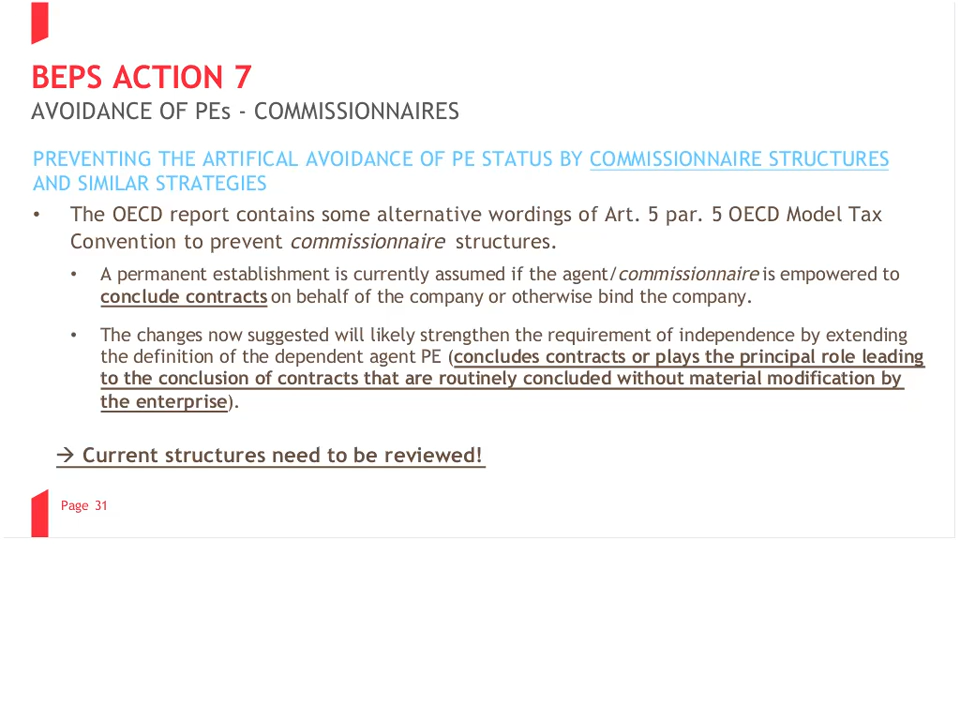 BEPS ACTION 7
AVOIDANCE OF PEs - COMMISSIONNAIRES
PREVENTING THE ARTIFICAL AVOIDANCE OF PE STATUS BY COMMISSIONNAIRE STRUCTURES
AND SIMILAR STRATEGIES
• The OECD report contains some alternative wordings of Art. 5 par. 5 OECD Model Tax
Convention to prevent commissionnaire structures.
• A permanent establishment is currently assumed if the agent/commissionnaire is empowered to
conclude contracts on behalf of the company or otherwise bind the company.
• The changes now suggested will likely strengthen the requirement of independence by extending
the definition of the dependent agent PE (concludes contracts or plays the principal role leading
to the conclusion of contracts that are routinely concluded without material modification by
the enterprise).
→ Current structures need to be reviewed!
Page 31